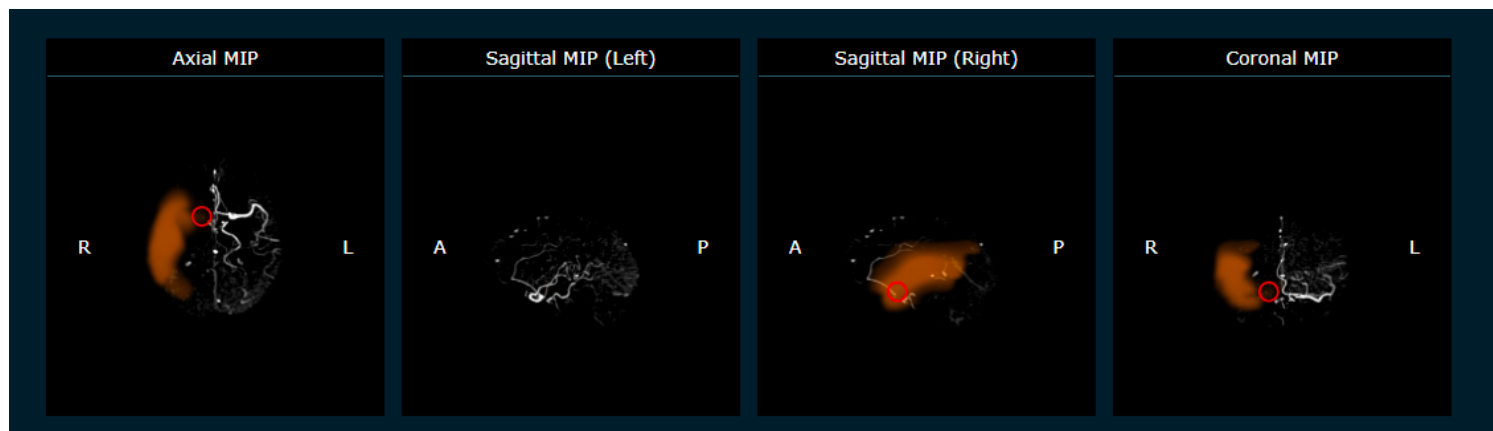 Axial MIP
R
L
Sagittal MIP (Left)
A
P
Sagittal MIP (Right)
A
P
Coronal MIP
R
L